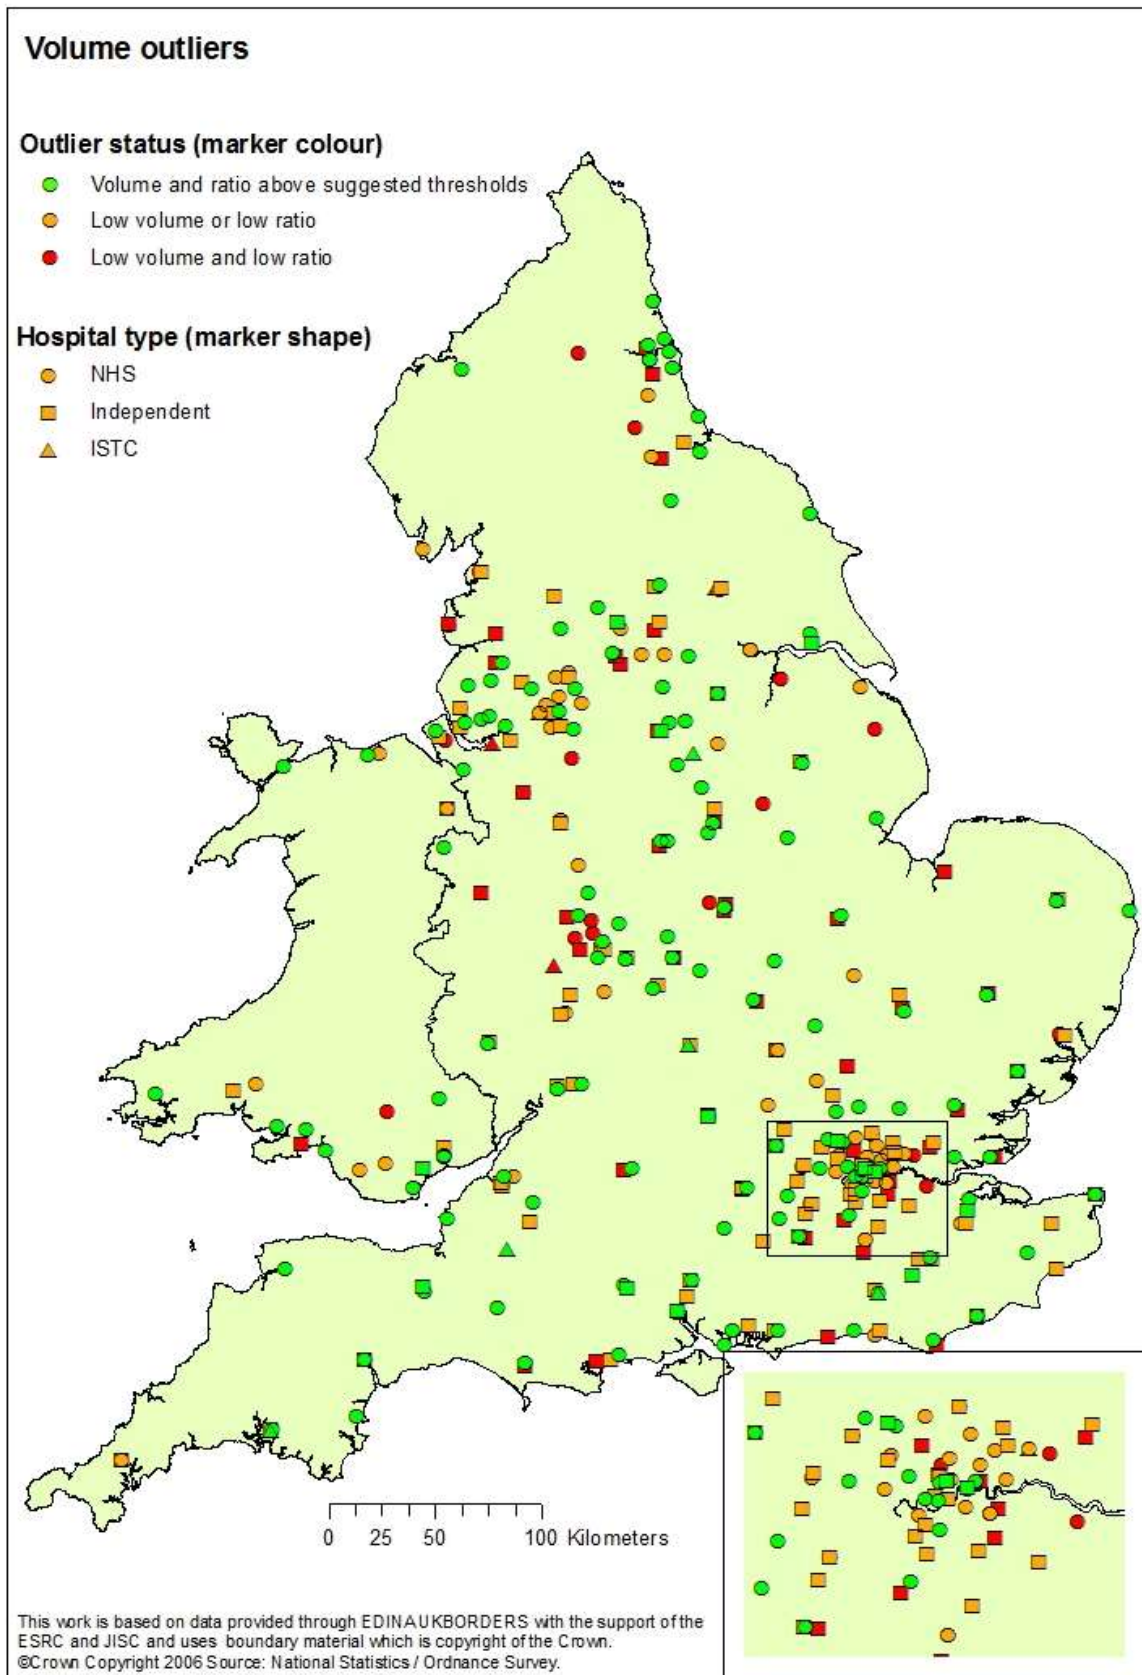 Volume outliers
Outlier status (marker colour)
Volume and ratio above suggested thresholds
Low volume or low ratio
Low volume and low ratio
Hospital type (marker shape)
NHS
Independent
ISTC
0 25 50 100 Kilometers
This work is based on data provided through EDINAUKBORDERS with the support of the
ESRC and JISC and uses boundary material which is copyright of the Crown.
©Crown Copyright 2006 Source: National Statistics / Ordnance Survey.